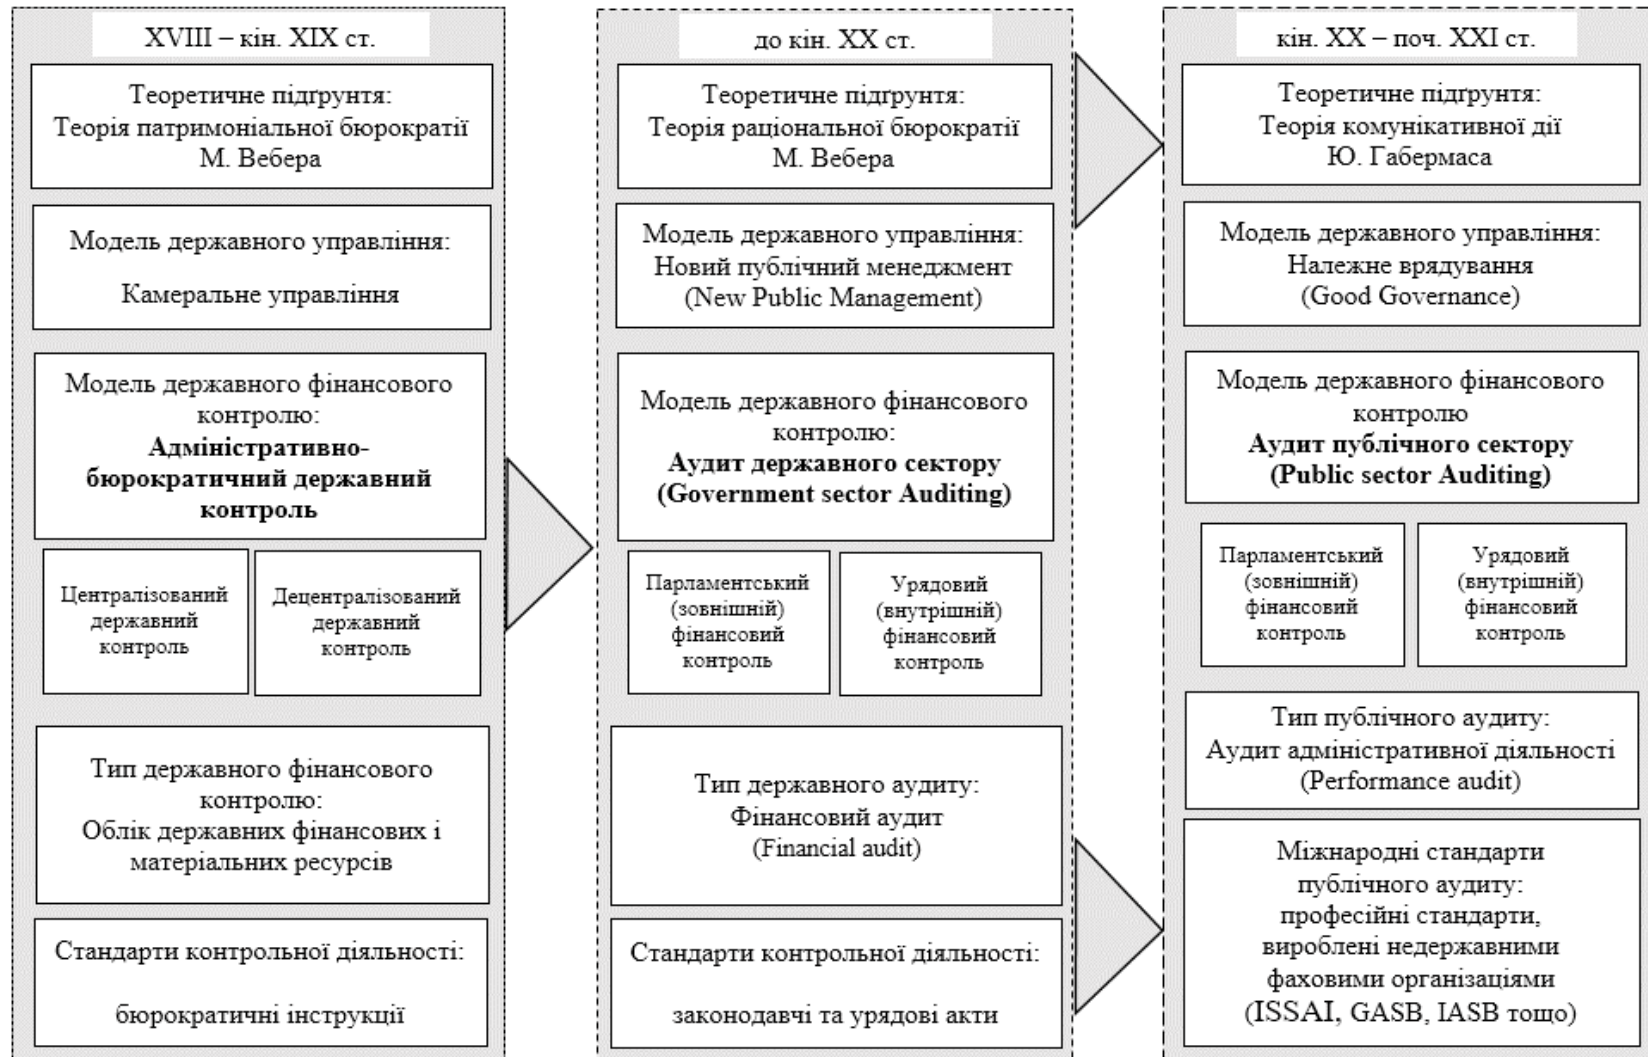 XVIII – кін. XIX ст.
Теоретичне підґрунтя:
Теорія патримоніальної бюрократії
М. Вебера
Модель державного управління:
Камеральне управління
Модель державного фінансового
контролю:
Адміністративно-
бюрократичний державний
контроль
Централізований
державний
контроль
Децентралізований
державний
контроль
Тип державного фінансового
контролю:
Облік державних фінансових і
матеріальних ресурсів
Стандарти контрольної діяльності:
бюрократичні інструкції
до кін. XX ст.
Теоретичне підґрунтя:
Теорія раціональної бюрократії
М. Вебера
Модель державного управління:
Новий публічний менеджмент
(New Public Management)
Модель державного фінансового
контролю:
Аудит державного сектору
(Government sector Auditing)
Парламентський
(зовнішній)
фінансовий
контроль
Урядовий
(внутрішній)
фінансовий
контроль
Тип державного аудиту:
Фінансовий аудит
(Financial audit)
Стандарти контрольної діяльності:
законодавчі та урядові акти
кін. XX – поч. XXI ст.
Теоретичне підґрунтя:
Теорія комунікативної дії
Ю. Габермаса
Модель державного управління:
Належне врядування
(Good Governance)
Модель державного фінансового
контролю
Аудит публічного сектору
(Public sector Auditing)
Парламентський
(зовнішній)
фінансовий
контроль
Урядовий
(внутрішній)
фінансовий
контроль
Тип публічного аудиту:
Аудит адміністративної діяльності
(Performance audit)
Міжнародні стандарти
публічного аудиту:
професійні стандарти,
вироблені недержавними
фаховими організаціями
(ISSAI, GASB, IASB тощо)